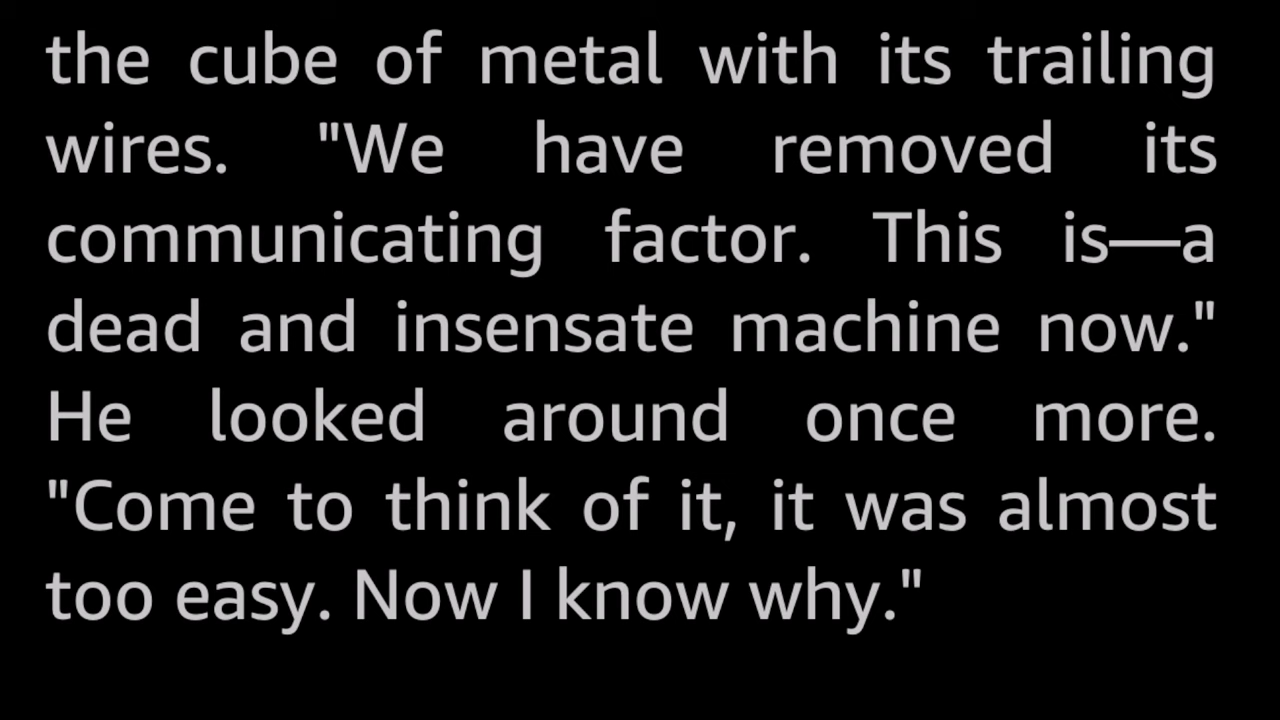 the cube of metal with its trailing
wires. "We have removed its
communicating factor. This is—a
dead and insensate machine now."
He looked around once more.
"Come to think of it, it was almost
too easy. Now I know why."